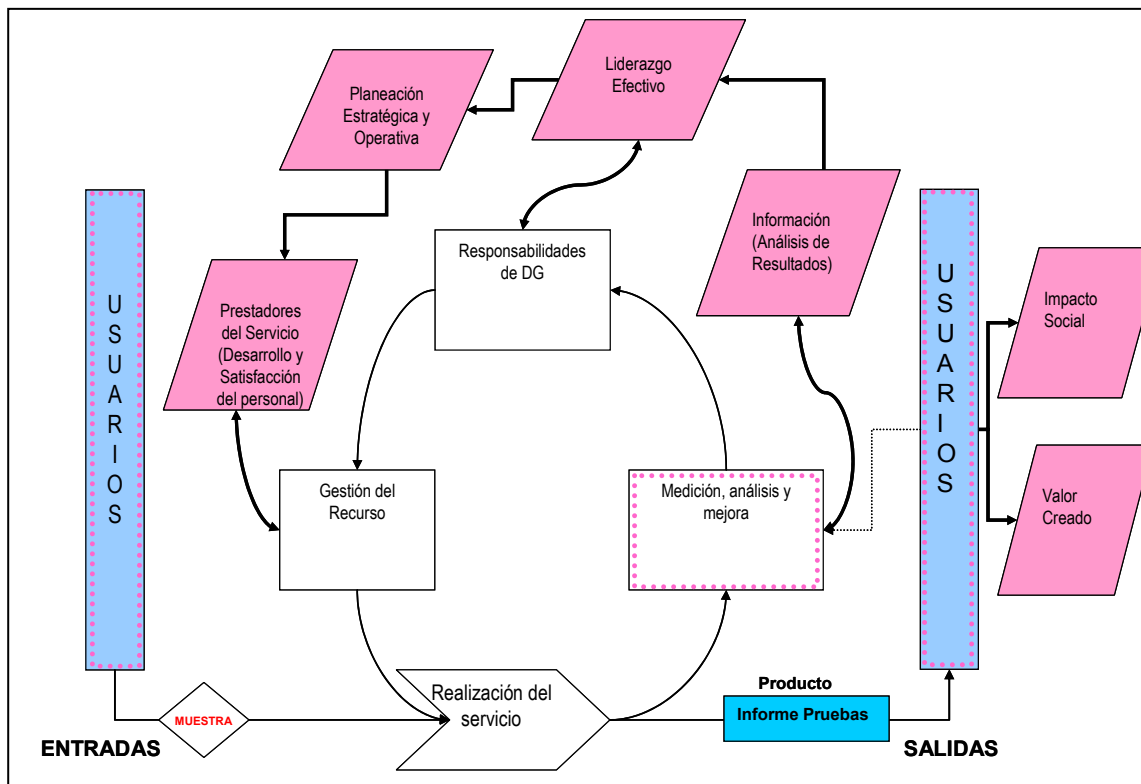 Liderazgo
Efectivo
Planeación
Estratégica y
Operativa
Información
(Análisis de
Resultados)
Responsabilidades
de DG
Prestadores
del Servicio
(Desarrollo y
Satisfacción
del personal)
USUARIOS
USUARIOS
Impacto
Social
Valor
Creado
Gestión del
Recurso
Medición, análisis y
mejora
Realización del
servicio
MUESTRA
Producto
Informe Pruebas
ENTRADAS
SALIDAS